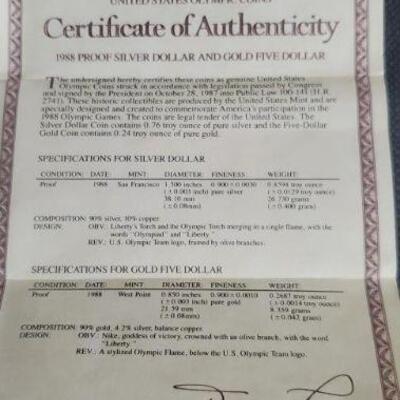 UNITED STATES OLYMPIC COINS
Certificate of Authenticity
1988 PROOF SILVER DOLLAR AND GOLD FIVE DOLLAR
The undersigned hereby certifies these coins as genuine United States
Olympic Coins struck in accordance with legislation passed by Congress
and signed by the President on October 28, 1987 into Public Law 100-141 (H.R.
2741). These historic collectibles are produced by the United States Mint and are
specially designed and created to commemorate America's participation in the
1988 Olympic Games. The coins are legal tender of the United States. The
Silver Dollar Coin contains 0.76 troy ounce of pure silver and the Five-Dollar
Gold Coin contains 0.24 troy ounce of pure gold.
SPECIFICATIONS FOR SILVER DOLLAR
CONDITION: DATE: MINT: DIAMETER: FINENESS: WEIGHT:
Proof 1988 San Francisco 1.500 inches 0.900 ±0.0030 0.8594 troy ounce
(±0.003 inch) pure silver (±0.0129 troy ounce)
38.10 mm 26.730 grams
(±0.08mm) (±0.400 gram)
COMPOSITION: 90% silver, 10% copper
DESIGN: OBV.: Liberty's Torch and the Olympic Torch merging in a single flame, with the
words "Olympiad" and "Liberty."
REV.: U.S. Olympic Team logo, framed by olive branches.
SPECIFICATIONS FOR GOLD FIVE DOLLAR
CONDITION: DATE: MINT: DIAMETER: FINENESS: WEIGHT:
Proof 1988 West Point 0.850 inches 0.900 ±0.0010 0.2687 troy ounce
(±0.003 inch) pure gold (±0.0014 troy ounce)
21.59 mm 8.359 grams
(±0.08mm) (±0.042 grams)
COMPOSITION: 90% gold, 4.2% silver, balance copper.
DESIGN: OBV.: Nike, goddess of victory, crowned with an olive branch, with the word
"Liberty."
REV.: A stylized Olympic Flame, below the U.S. Olympic Team logo.